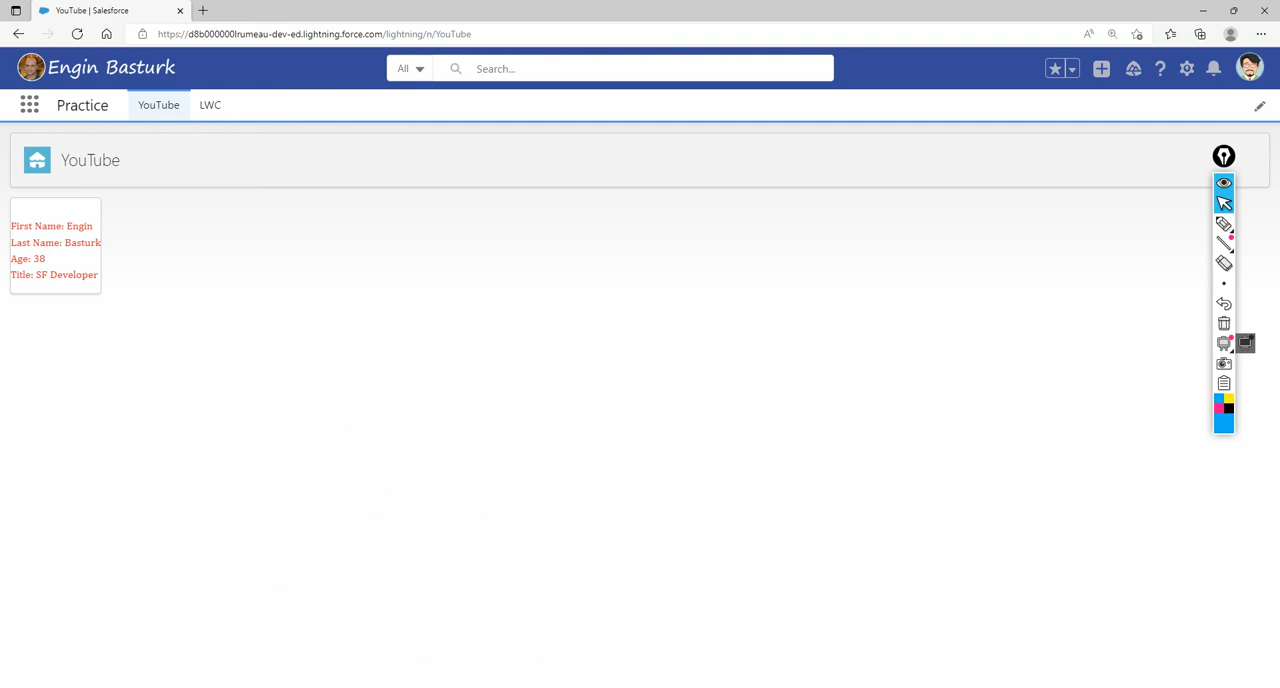 YouTube | Salesforce
https://d8b000000lrumeau-dev-ed.lightning.force.com/lightning/n/YouTube
Engin Basturk
All
Search...
Practice
YouTube
LWC
YouTube
First Name: Engin
Last Name: Basturk
Age: 38
Title: SF Developer